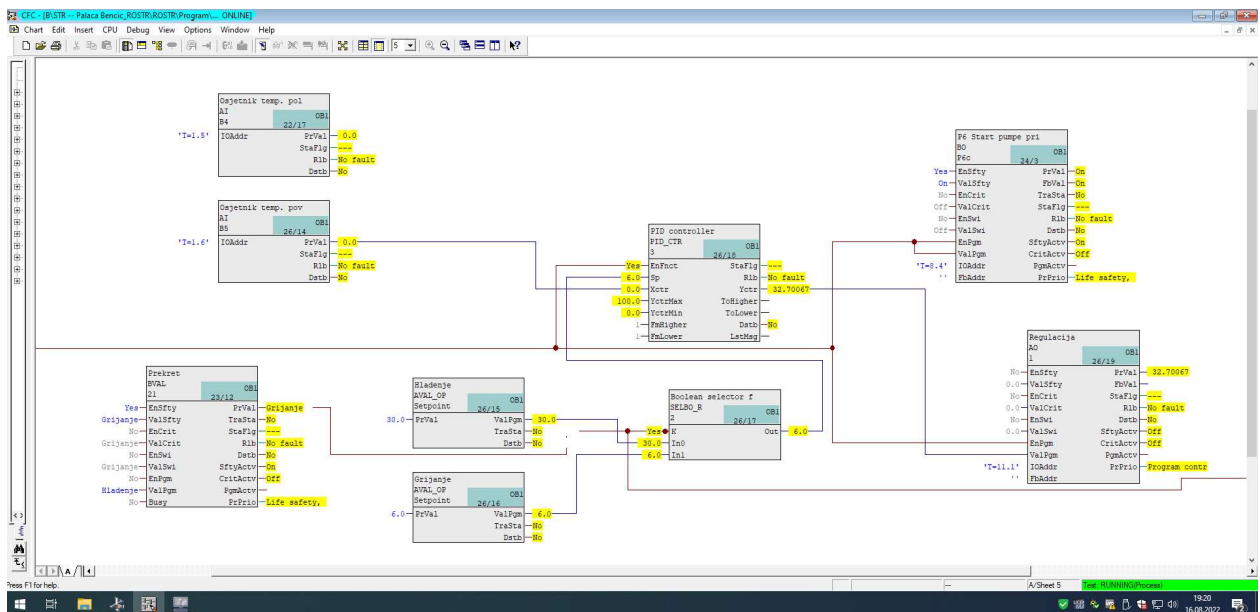 CFC - [B\STR -- Palaca Bencic_ROSTR\ROSTR\Program\... ONLINE]
Chart Edit Insert CPU Debug View Options Window Help
5
Osjetnik temp. pol
AI
OB1
B4
22/17
'T=1.5' IOAddr PrVal 0.0
StaFlg ---
Rlb No fault
Dstb No
Osjetnik temp. pov
AI
OB1
B5
26/14
'T=1.6' IOAddr PrVal 0.0
StaFlg ---
Rlb No fault
Dstb No
PID controller
PID_CTR
OB1
3
26/18
Yes EnFnct StaFlg ---
6.0 Sp Rlb No fault
0.0 Xctr Yctr 32.70067
100.0 YctrMax ToHigher
0.0 YctrMin ToLower
1 FmHigher Dstb No
1 FmLower LstMsg
P6 Start pumpe pri
BO
OB1
P6c
24/3
Yes EnSfty PrVal On
On ValSfty FbVal On
No EnCrit TraSta No
Off ValCrit StaFlg ---
No EnSwi Rlb No fault
Off ValSwi Dstb No
EnPgm SftyActv On
ValPgm CritActv Off
'T=8.4' IOAddr PgmActv
'' FbAddr PrPrio Life safety,
Prekret
BVAL
OB1
21
23/12
Yes EnSfty PrVal Grijanje
Grijanje ValSfty TraSta No
No EnCrit StaFlg ---
Grijanje ValCrit Rlb No fault
No EnSwi Dstb No
Grijanje ValSwi SftyActv On
No EnPgm CritActv Off
Hladenje ValPgm PgmActv
No Busy PrPrio Life safety,
Hladenje
AVAL_OP
OB1
Setpoint
26/15
30.0 PrVal ValPgm 30.0
TraSta No
Dstb No
Grijanje
AVAL_OP
OB1
Setpoint
26/16
6.0 PrVal ValPgm 6.0
TraSta No
Dstb No
Boolean selector f
SELBO_R
OB1
2
26/17
Yes K Out 6.0
30.0 In0
6.0 In1
Regulacija
AO
OB1
1
26/19
No EnSfty PrVal 32.70067
0.0 ValSfty FbVal
No EnCrit StaFlg ---
0.0 ValCrit Rlb No fault
No EnSwi Dstb No
0.0 ValSwi SftyActv Off
EnPgm CritActv Off
ValPgm PgmActv
'T=11.1' IOAddr PrPrio Program contr
'' FbAddr
A
Press F1 for help.
--
A/Sheet 5
Test: RUNNING(Process)
19:20
16.08.2022